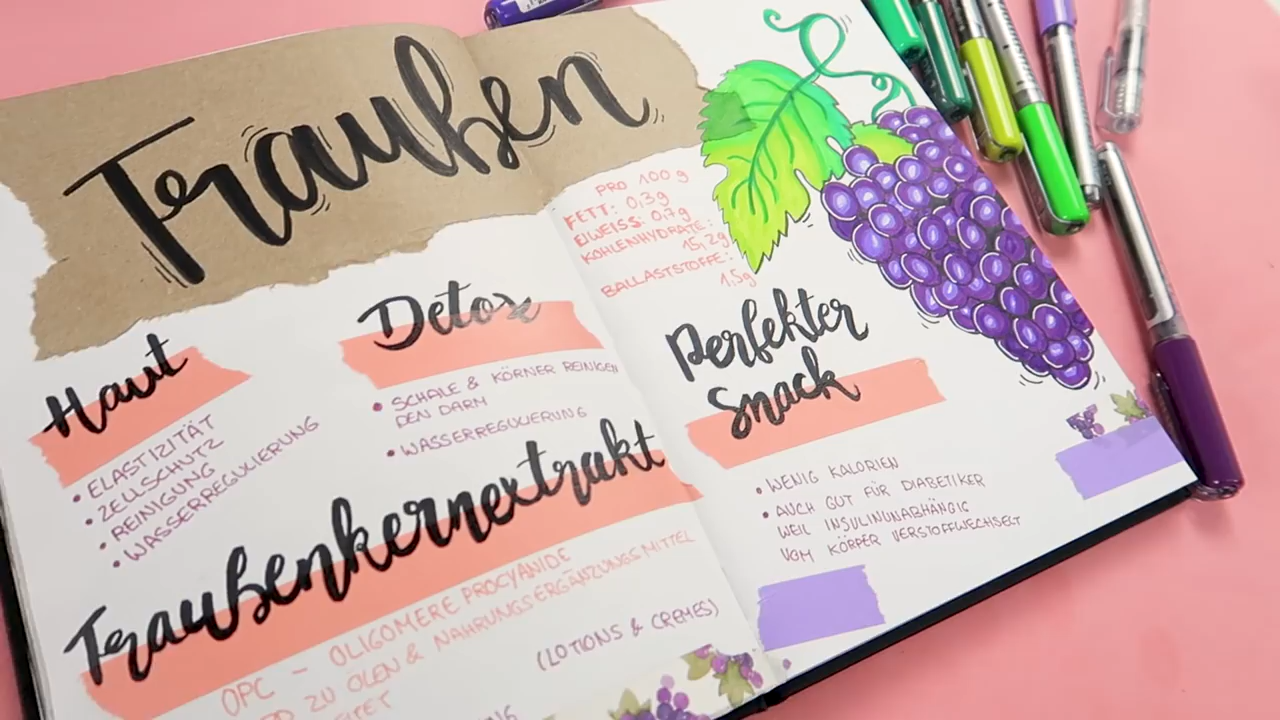 Trauben
PRO 100 g
FETT: 0,3g
EIWEISS: 0,7g
KOHLENHYDRATE:
15,2g
BALLASTSTOFFE:
1,5g
Haut
• ELASTIZITÄT
• ZELLSCHUTZ
• REINIGUNG
• WASSERREGULIERUNG
Detox
• SCHALE & KÖRNER REINIGEN
DEN DARM
• WASSERREGULIERUNG
Traubenkernextrakt
OPC - OLIGOMERE PROCYANIDE
ZU ÖLEN & NAHRUNGSERGÄNZUNGSMITTEL
(LOTIONS & CREMES)
Perfekter
Snack
• WENIG KALORIEN
• AUCH GUT FÜR DIABETIKER
WEIL INSULINUNABHÄNGIG
VOM KÖRPER VERSTOFFWECHSELT